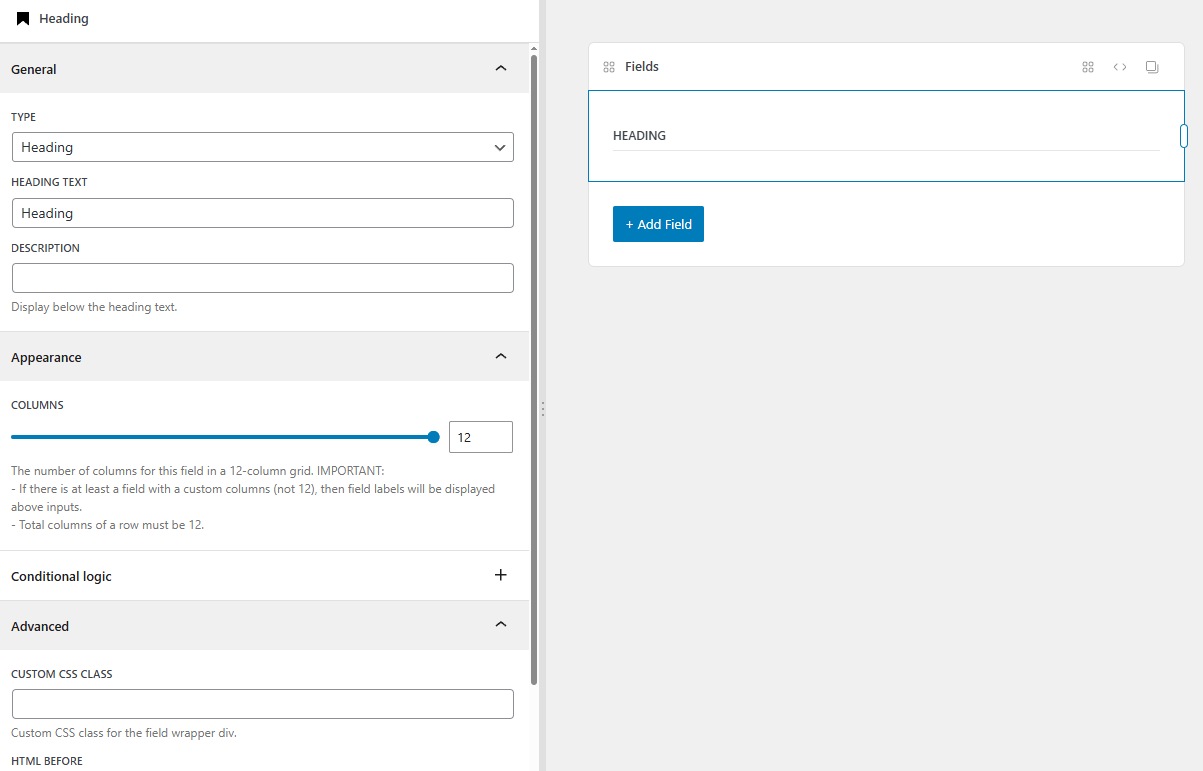 Heading
General
TYPE
Heading
HEADING TEXT
Heading
DESCRIPTION
Display below the heading text.
Appearance
COLUMNS
12
The number of columns for this field in a 12-column grid. IMPORTANT:
- If there is at least a field with a custom columns (not 12), then field labels will be displayed
above inputs.
- Total columns of a row must be 12.
Conditional logic
Advanced
CUSTOM CSS CLASS
Custom CSS class for the field wrapper div.
HTML BEFORE
Fields
HEADING
+ Add Field